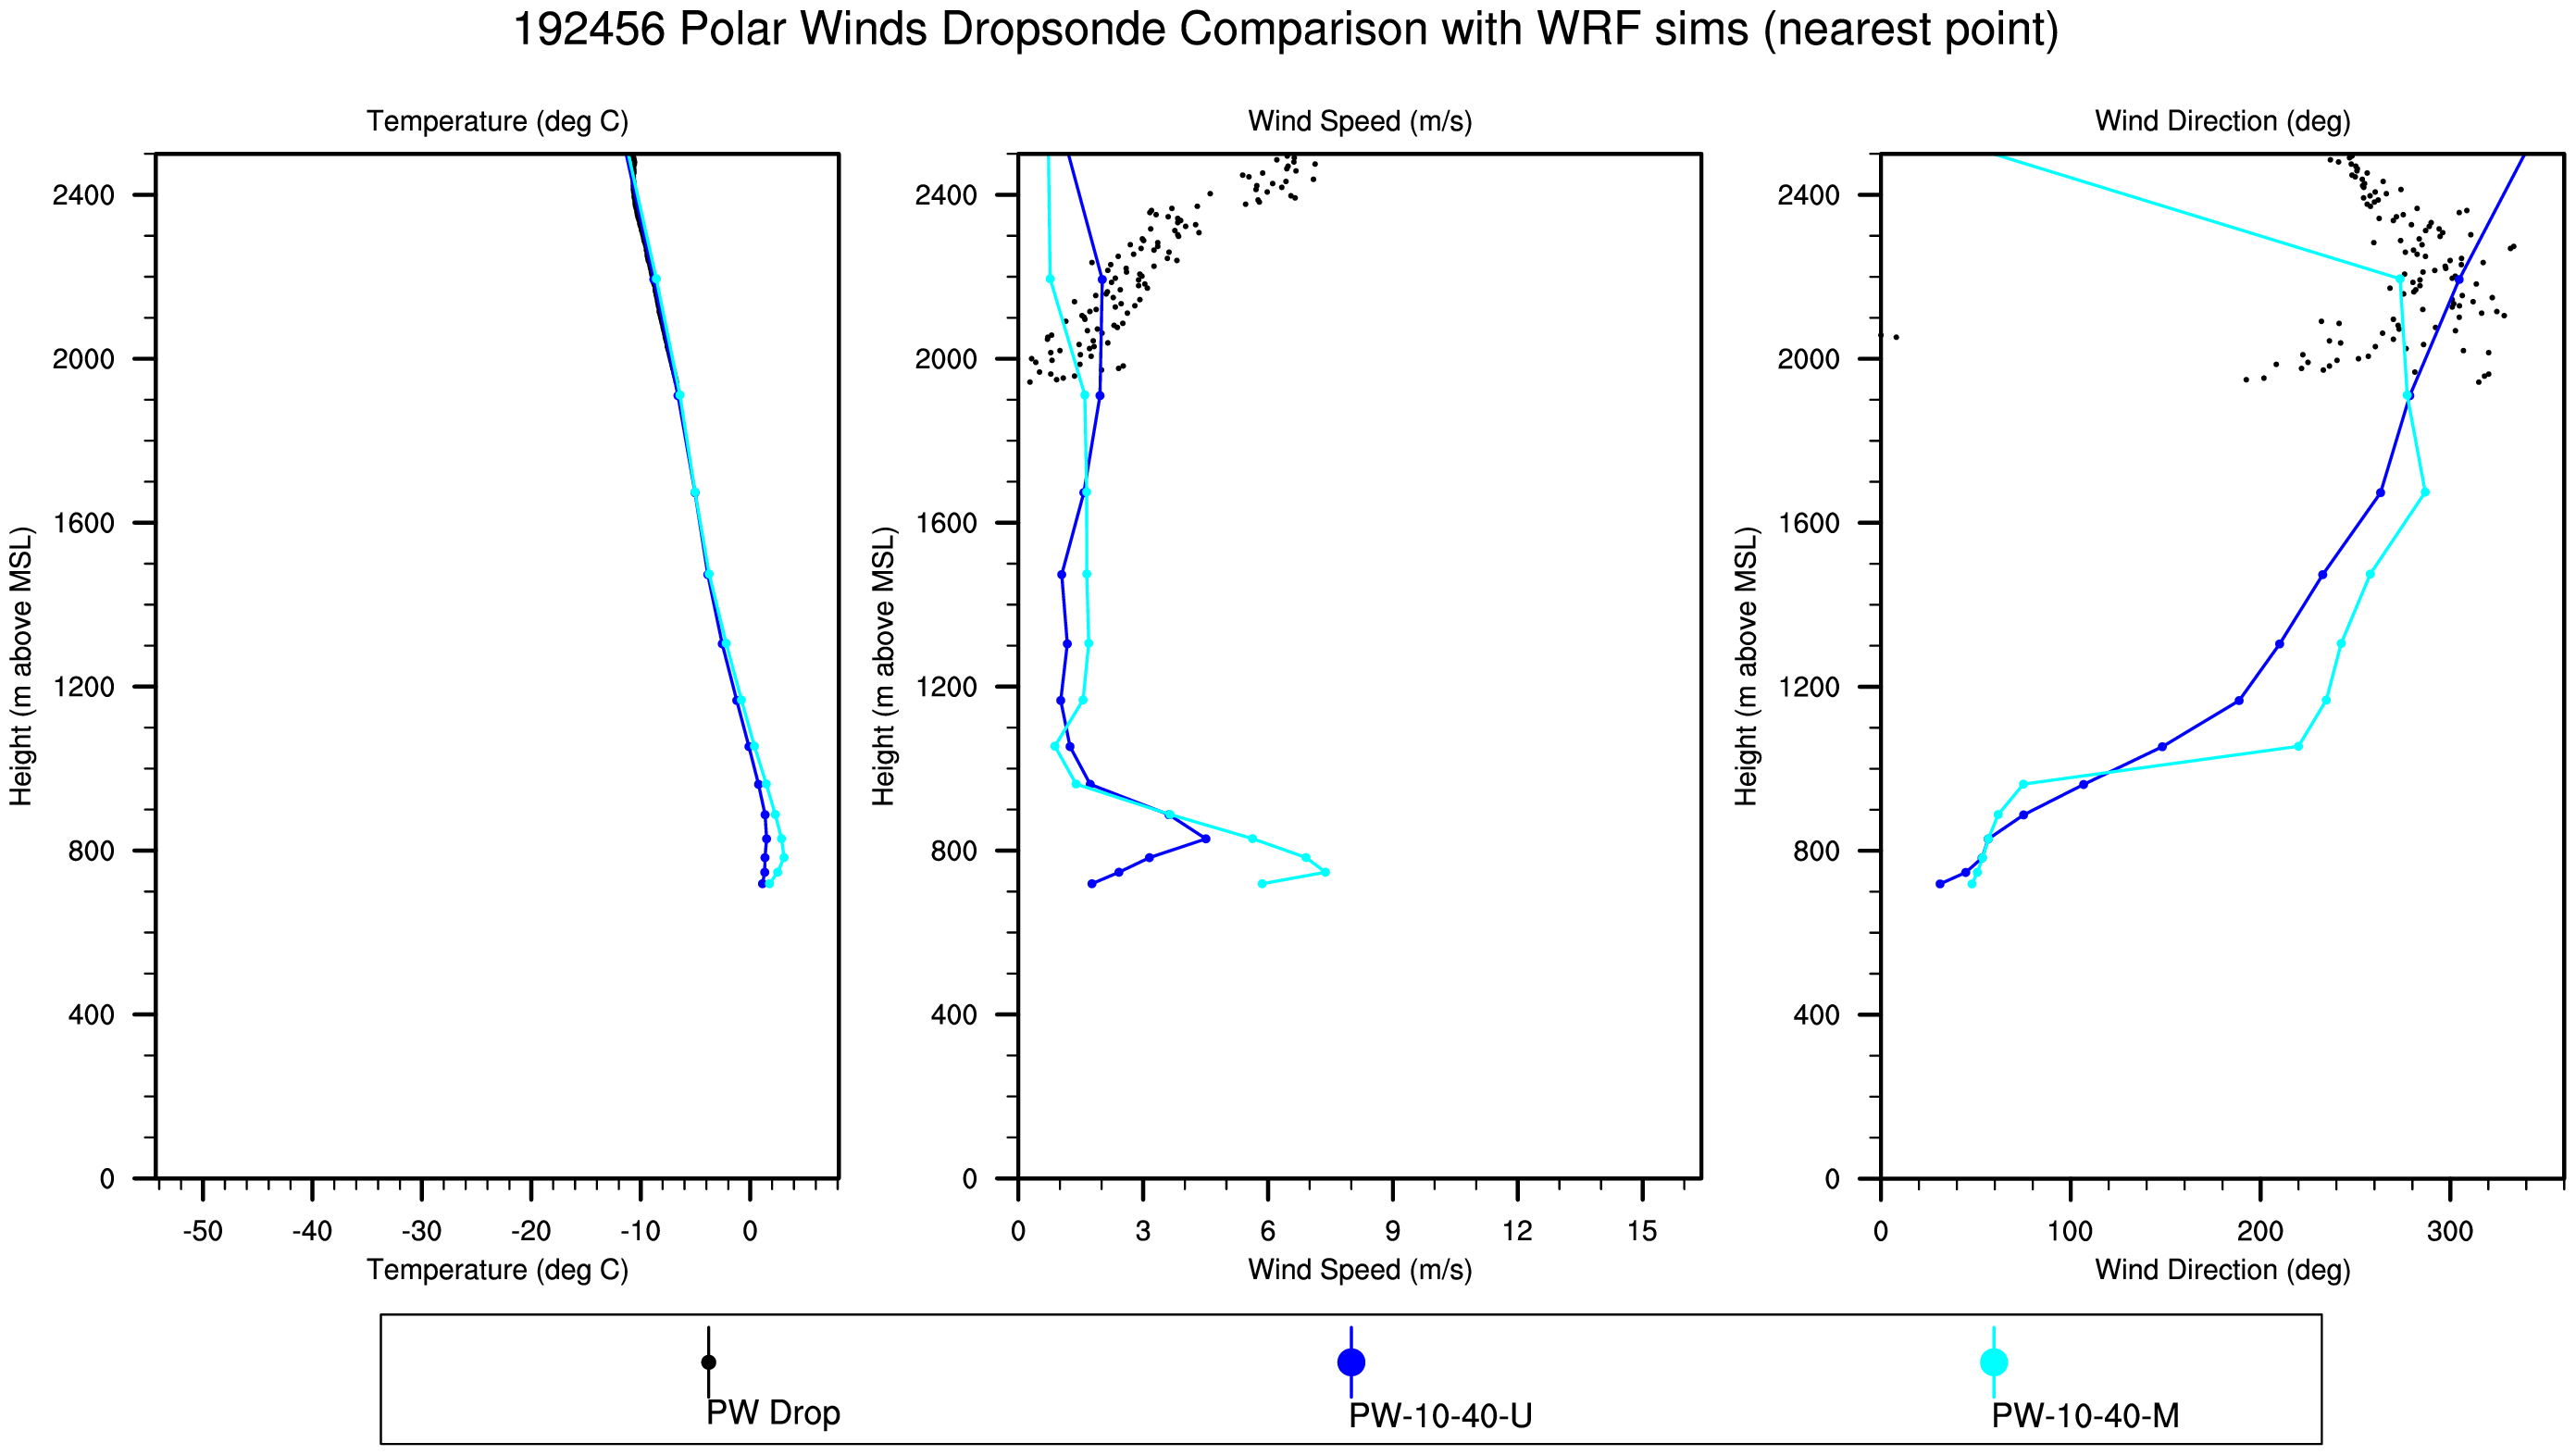 192456 Polar Winds Dropsonde Comparison with WRF sims (nearest point)
Temperature (deg C)
Wind Speed (m/s)
Wind Direction (deg)
Height (m above MSL)
2400
2000
1600
1200
800
400
0
-50 -40 -30 -20 -10 0
Temperature (deg C)
Height (m above MSL)
2400
2000
1600
1200
800
400
0
0 3 6 9 12 15
Wind Speed (m/s)
Height (m above MSL)
2400
2000
1600
1200
800
400
0
0 100 200 300
Wind Direction (deg)
PW Drop
PW-10-40-U
PW-10-40-M